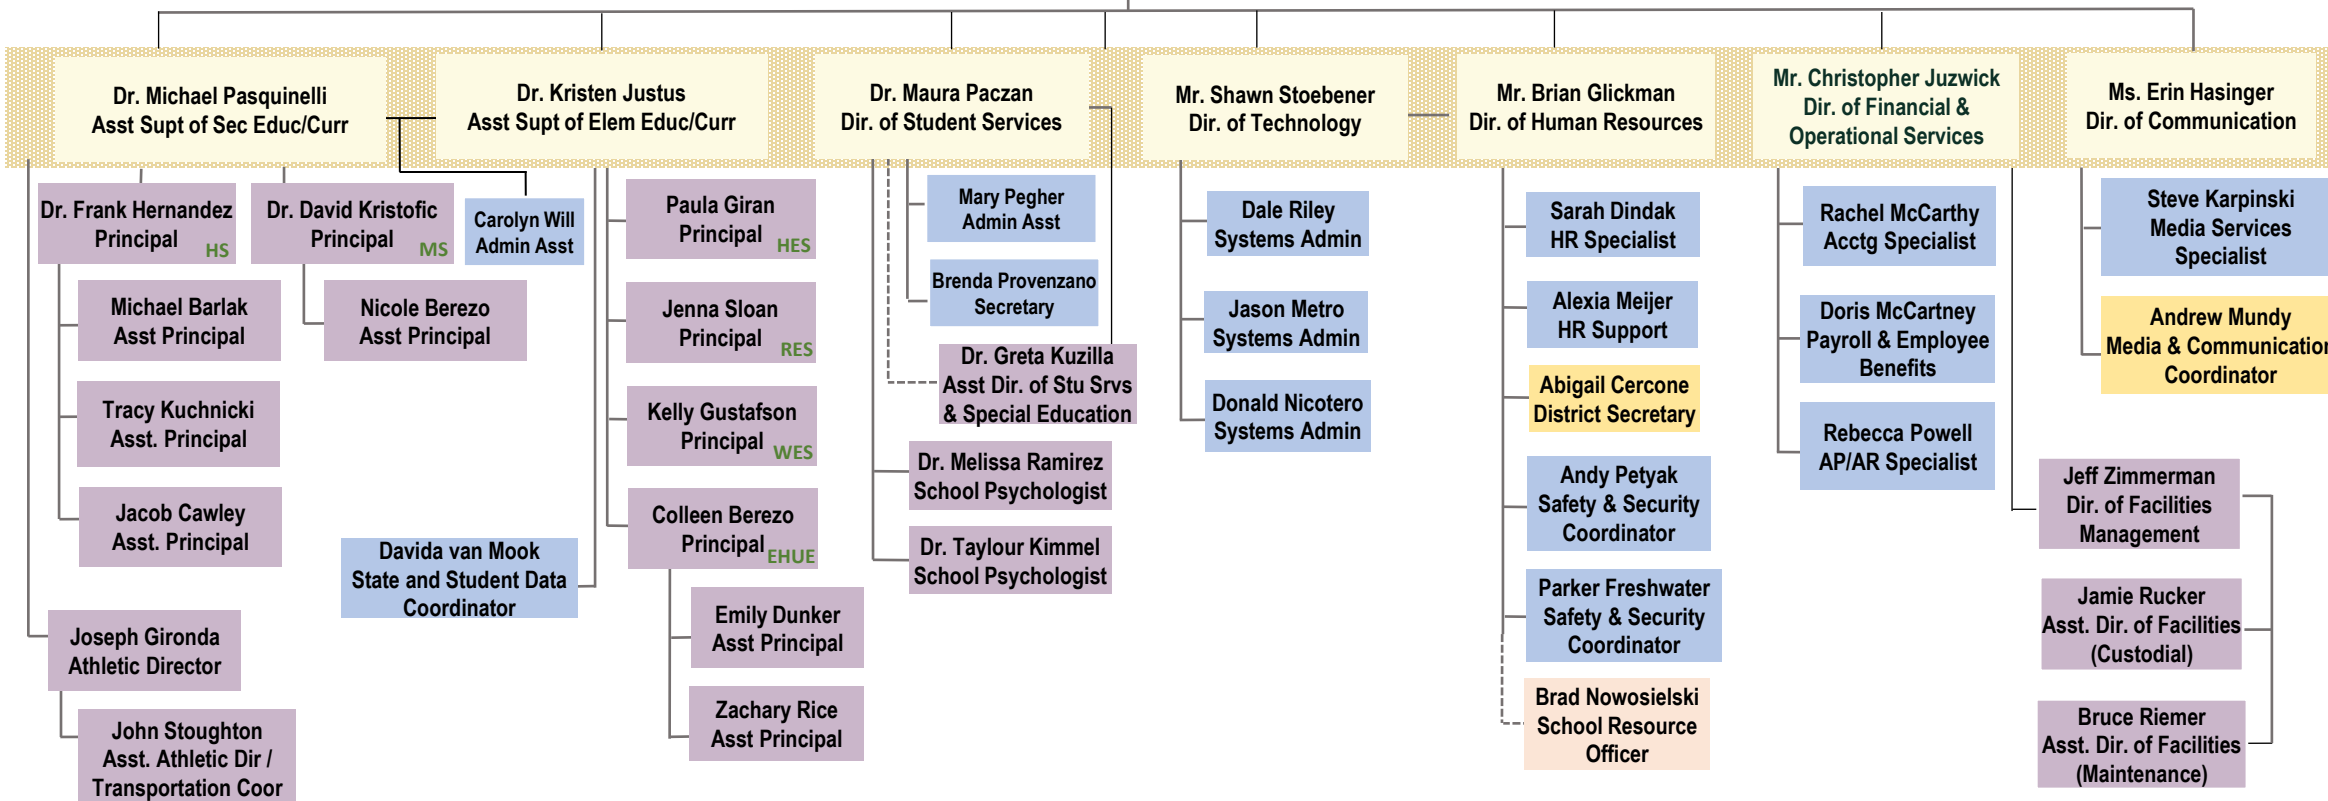 Dr. Michael Pasquinelli
Asst Supt of Sec Educ/Curr
Dr. Kristen Justus
Asst Supt of Elem Educ/Curr
Dr. Maura Paczan
Dir. of Student Services
Mr. Shawn Stoebener
Dir. of Technology
Mr. Brian Glickman
Dir. of Human Resources
Mr. Christopher Juzwick
Dir. of Financial &
Operational Services
Ms. Erin Hasinger
Dir. of Communication
Dr. Frank Hernandez
Principal
HS
Michael Barlak
Asst Principal
Tracy Kuchnicki
Asst. Principal
Jacob Cawley
Asst. Principal
Joseph Gironda
Athletic Director
John Stoughton
Asst. Athletic Dir /
Transportation Coor
Dr. David Kristofic
Principal
MS
Nicole Berezo
Asst Principal
Carolyn Will
Admin Asst
Davida van Mook
State and Student Data
Coordinator
Paula Giran
Principal
HES
Jenna Sloan
Principal
RES
Kelly Gustafson
Principal
WES
Colleen Berezo
Principal
EHUE
Emily Dunker
Asst Principal
Zachary Rice
Asst Principal
Mary Pegher
Admin Asst
Brenda Provenzano
Secretary
Dr. Greta Kuzilla
Asst Dir. of Stu Srvs
& Special Education
Dr. Melissa Ramirez
School Psychologist
Dr. Taylour Kimmel
School Psychologist
Dale Riley
Systems Admin
Jason Metro
Systems Admin
Donald Nicotero
Systems Admin
Sarah Dindak
HR Specialist
Alexia Meijer
HR Support
Abigail Cercone
District Secretary
Andy Petyak
Safety & Security
Coordinator
Parker Freshwater
Safety & Security
Coordinator
Brad Nowosielski
School Resource
Officer
Rachel McCarthy
Acctg Specialist
Doris McCartney
Payroll & Employee
Benefits
Rebecca Powell
AP/AR Specialist
Jeff Zimmerman
Dir. of Facilities
Management
Jamie Rucker
Asst. Dir. of Facilities
(Custodial)
Bruce Riemer
Asst. Dir. of Facilities
(Maintenance)
Steve Karpinski
Media Services
Specialist
Andrew Mundy
Media & Communication
Coordinator